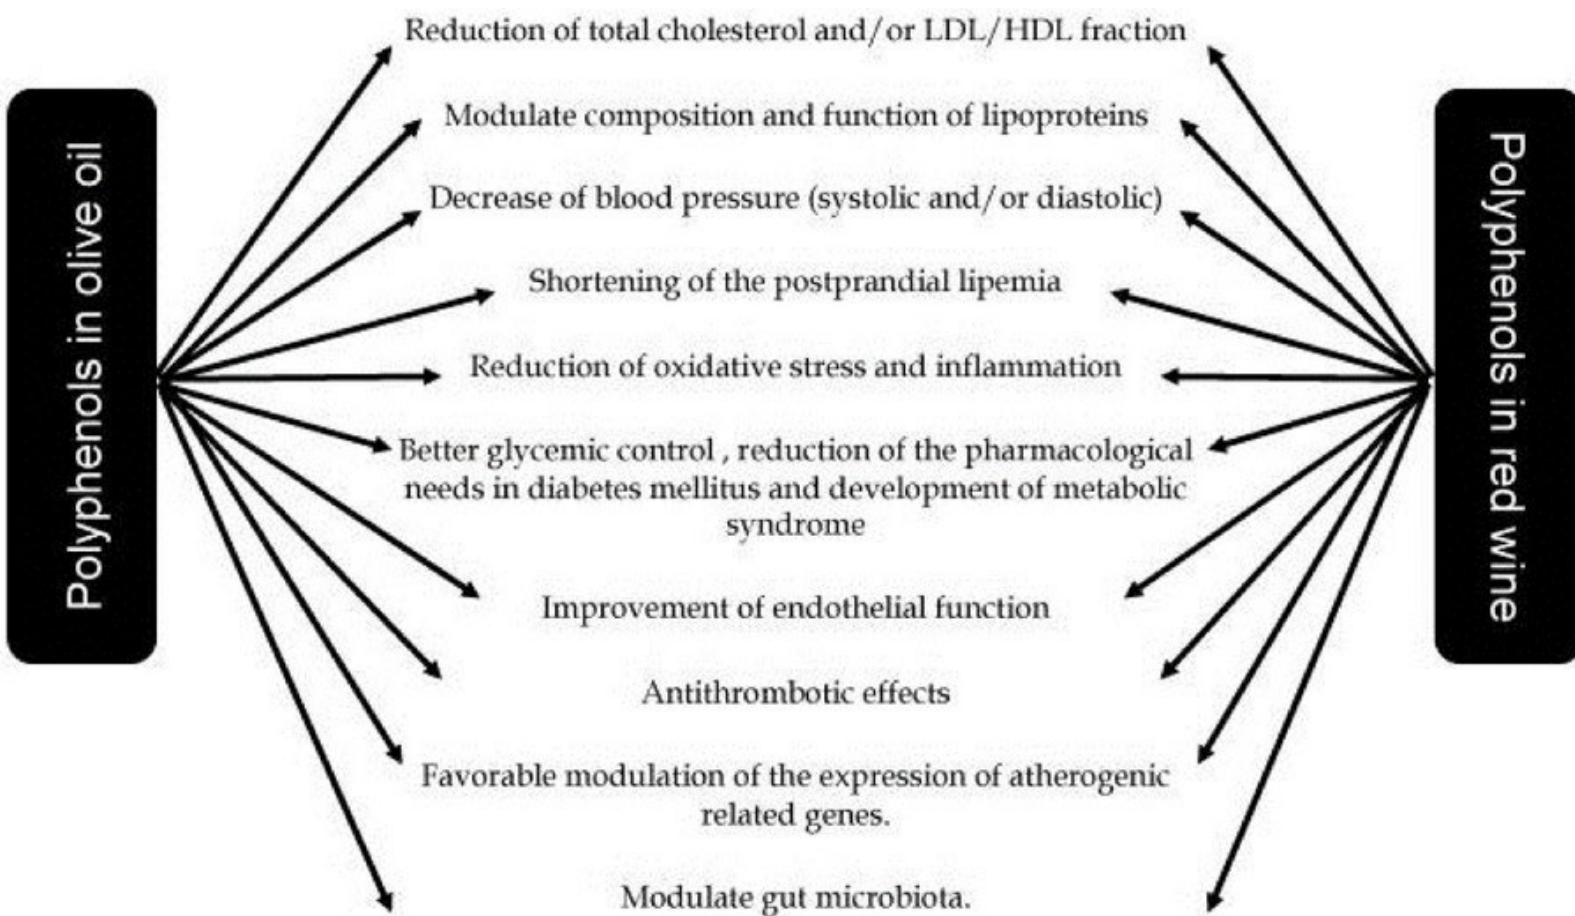 Polyphenols in olive oil
Reduction of total cholesterol and/or LDL/HDL fraction
Modulate composition and function of lipoproteins
Decrease of blood pressure (systolic and/or diastolic)
Shortening of the postprandial lipemia
Reduction of oxidative stress and inflammation
Better glycemic control , reduction of the pharmacological
needs in diabetes mellitus and development of metabolic
syndrome
Improvement of endothelial function
Antithrombotic effects
Favorable modulation of the expression of atherogenic
related genes.
Modulate gut microbiota.
Polyphenols in red wine